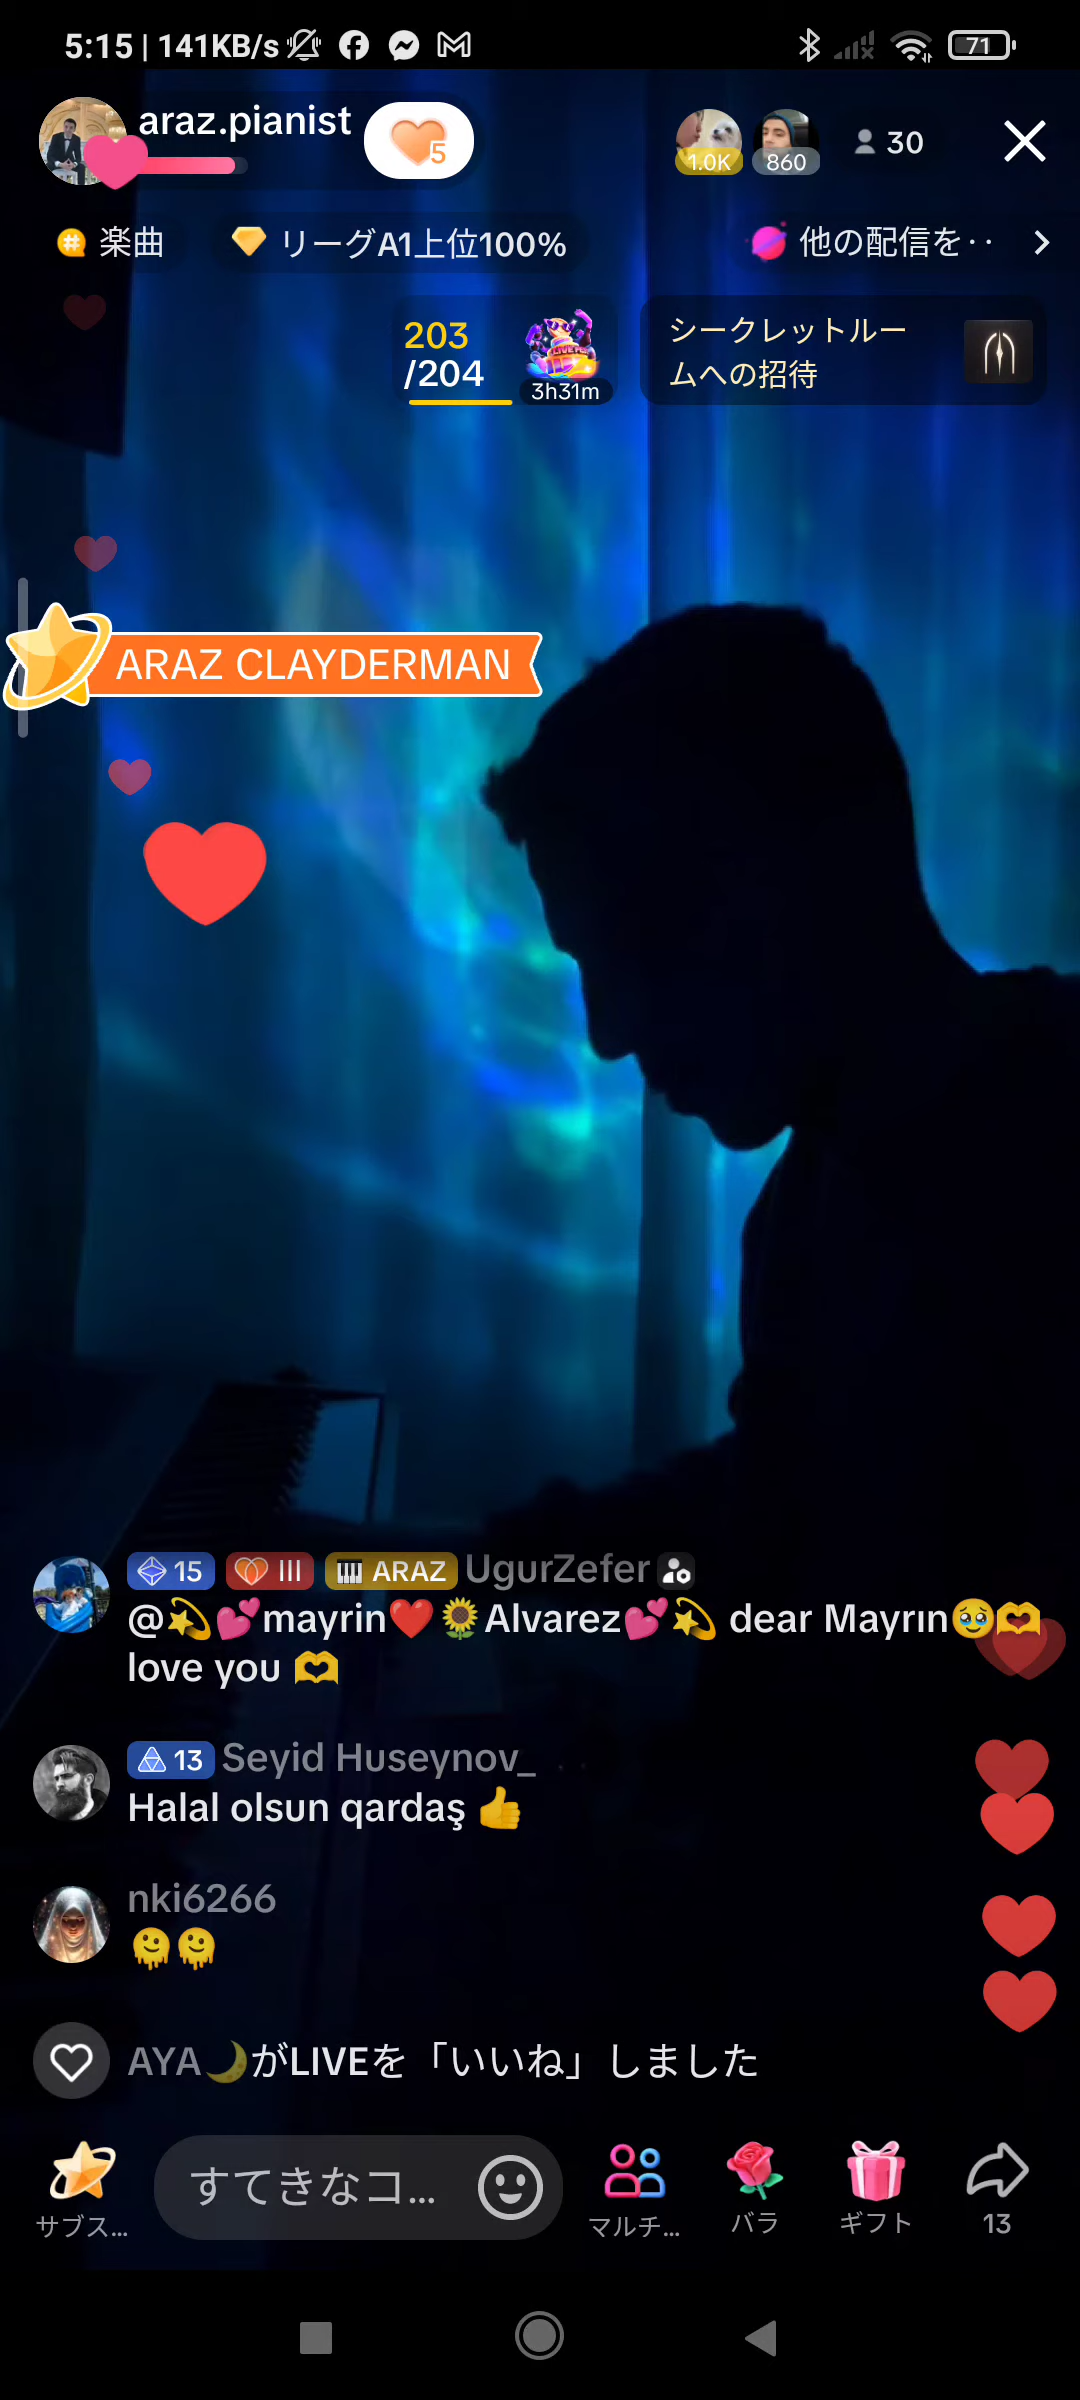 5:15 | 141KB/s
71
araz.pianist
5
1.0K
860
30
楽曲
リーグA1上位100%
他の配信を‥
203
/204
LIVE
3h31m
シークレットルー
ムへの招待
ARAZ CLAYDERMAN
15 III ARAZ UgurZefer
@💫💕mayrin❤️🌻Alvarez💕💫 dear Mayrın🥹🫶
love you 🫶
13 Seyid Huseynov_
Halal olsun qardaş 👍
nki6266
🫠🫠
AYA🌙がLIVEを「いいね」しました
すてきなコ...
サブス...
マルチ...
バラ
ギフト
13